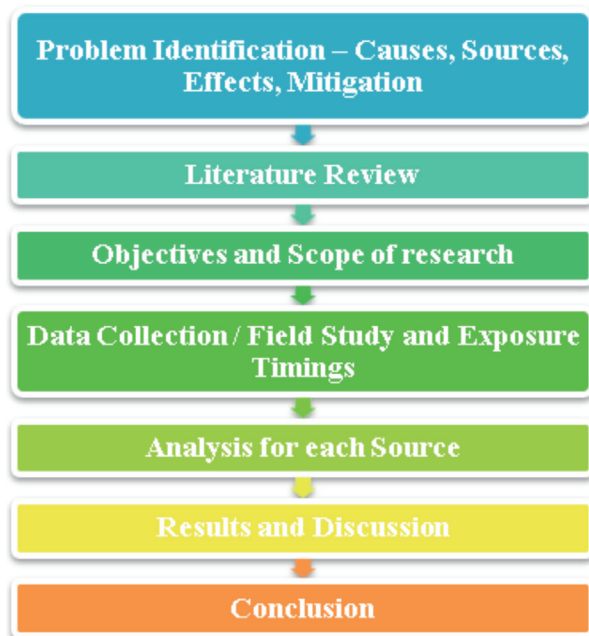 Problem Identification – Causes, Sources,
Effects, Mitigation
Literature Review
Objectives and Scope of research
Data Collection / Field Study and Exposure
Timings
Analysis for each Source
Results and Discussion
Conclusion